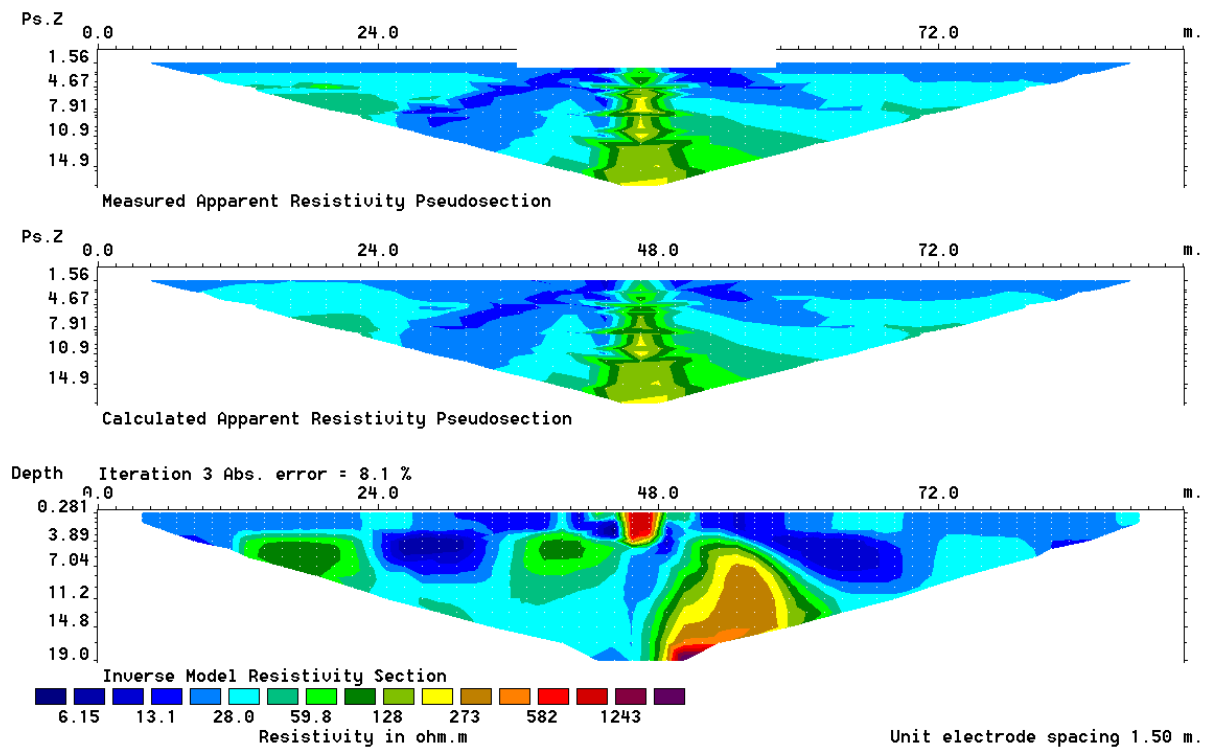 Ps.Z
0.0 24.0 72.0 m.
1.56
4.67
7.91
10.9
14.9
Measured Apparent Resistivity Pseudosection
Ps.Z
0.0 24.0 48.0 72.0 m.
1.56
4.67
7.91
10.9
14.9
Calculated Apparent Resistivity Pseudosection
Depth Iteration 3 Abs. error = 8.1 %
0.0 24.0 48.0 72.0 m.
0.281
3.89
7.04
11.2
14.8
19.0
Inverse Model Resistivity Section
6.15 13.1 28.0 59.8 128 273 582 1243
Resistivity in ohm.m Unit electrode spacing 1.50 m.